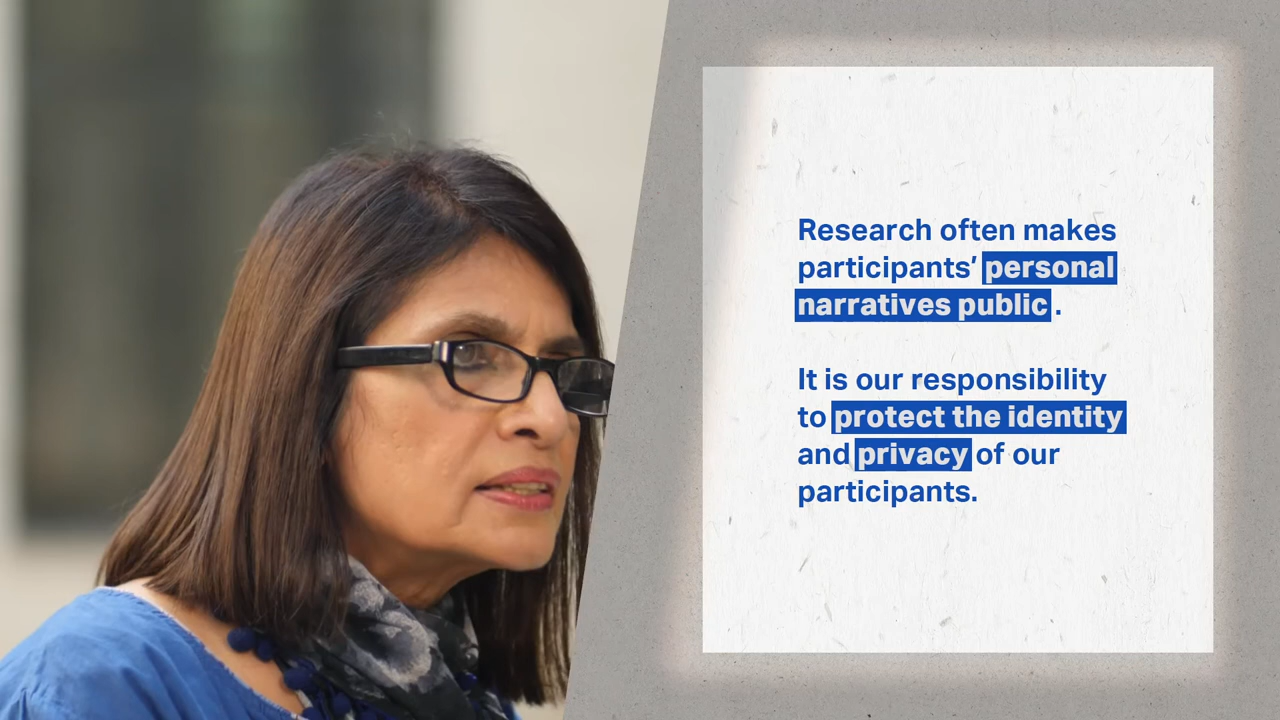 Research often makes
participants’ personal
narratives public.
It is our responsibility
to protect the identity
and privacy of our
participants.